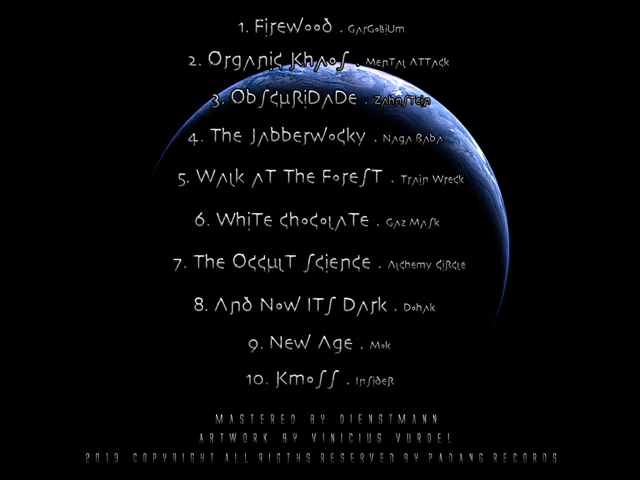 1. Firewood . Gargollium
2. Organic Khaos . Mental Attack
3. Obscuridade . Zahnstein
4. The Jabberwocky . Naga Baba
5. Walk at The Forest . Train Wreck
6. White chocolate . Gaz Mask
7. The Occult Science . Alchemy Circle
8. And Now ITs Dark . Dohak
9. New Age . Mok
10. Kmoss . Insider
MASTERED BY DIENSTMANN
ARTWORK BY VINICIUS VURDEL
2013 COPYRIGHT ALL RIGTHS RESERVED BY PADANG RECORDS